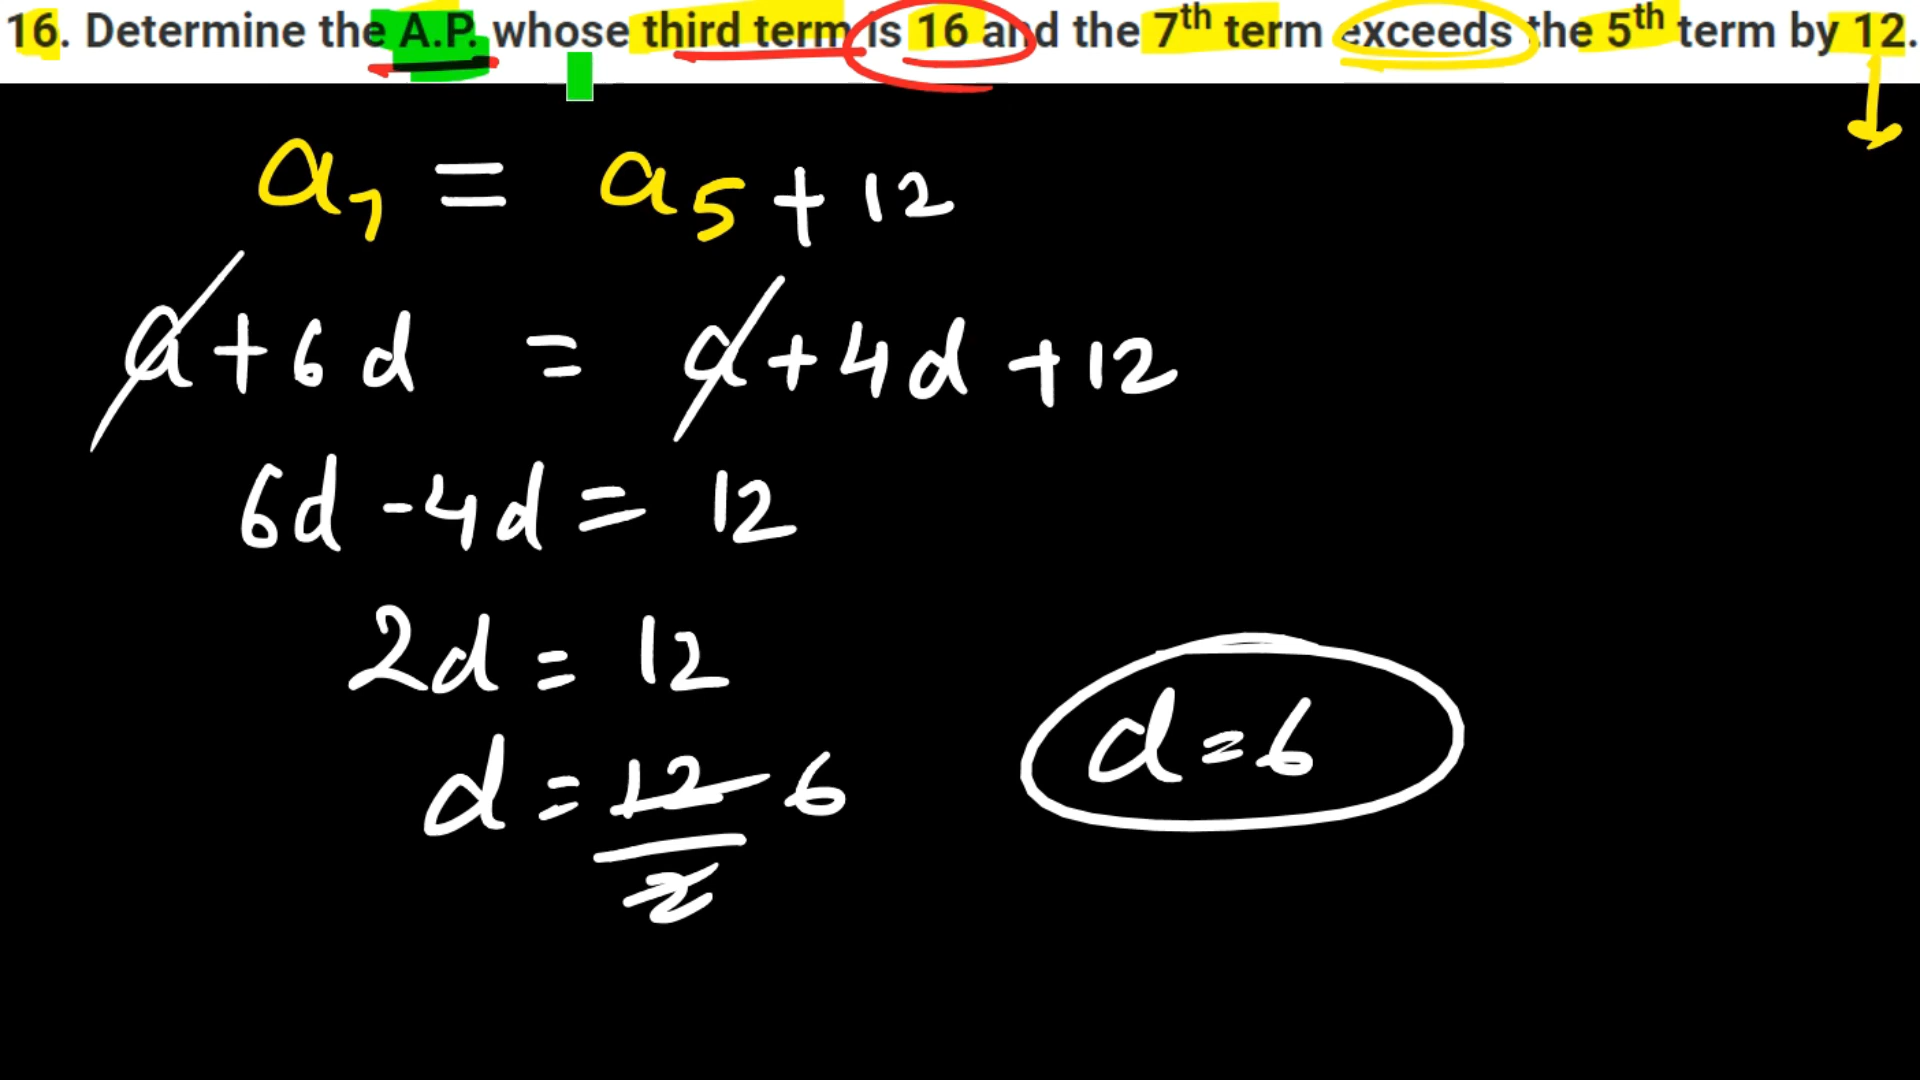 16. Determine the A.P. whose third term is 16 and the 7th term exceeds the 5th term by 12.
a7 = a5 + 12
a + 6d = a + 4d + 12
6d - 4d = 12
2d = 12
d = 12/2 6
d = 6